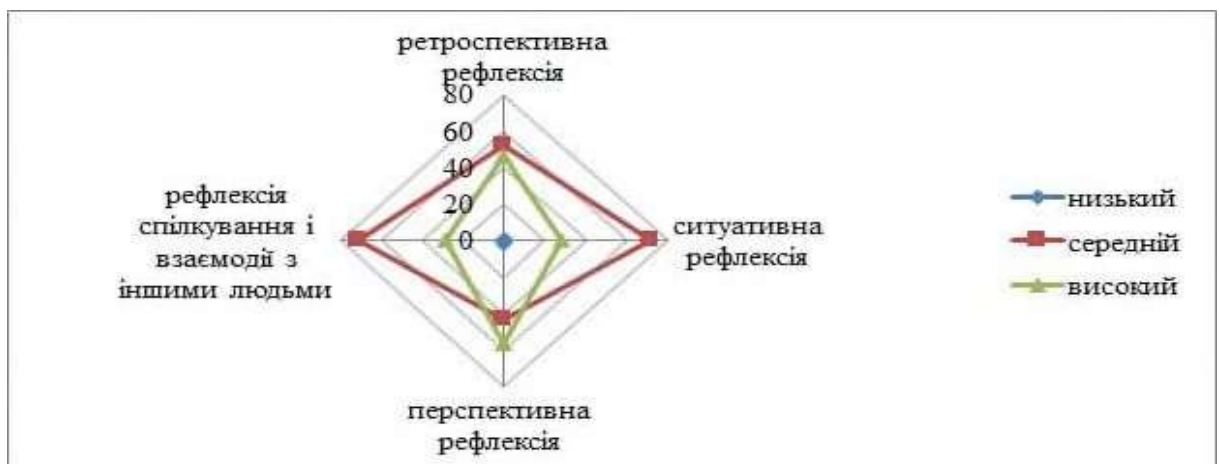 ретроспективна
рефлексія
80
60
40
20
0
рефлексія
спілкування і
взаємодії з
іншими людьми
ситуативна
рефлексія
перспективна
рефлексія
низький
середній
високий